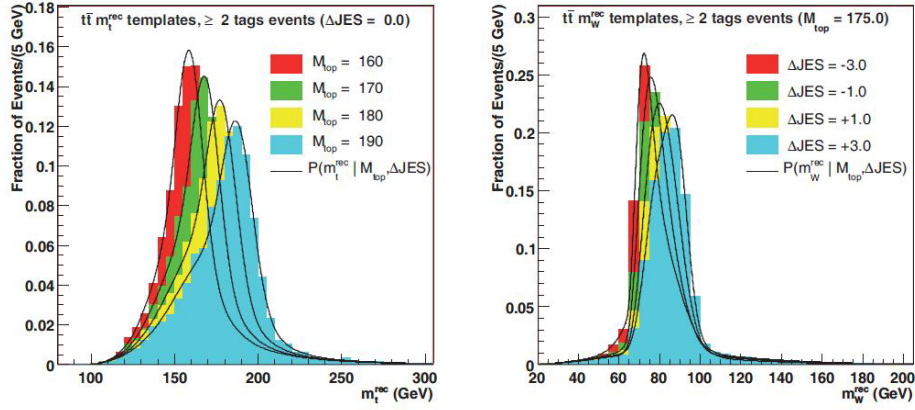 tt̄ m_t^rec templates, ≥ 2 tags events (ΔJES = 0.0)
Fraction of Events/(5 GeV)
0.18
0.16
0.14
0.12
0.1
0.08
0.06
0.04
0.02
0
M_top = 160
M_top = 170
M_top = 180
M_top = 190
P(m_t^rec | M_top, ΔJES)
100 150 200 250 300
m_t^rec (GeV)
tt̄ m_W^rec templates, ≥ 2 tags events (M_top = 175.0)
Fraction of Events/(5 GeV)
0.3
0.25
0.2
0.15
0.1
0.05
0
ΔJES = -3.0
ΔJES = -1.0
ΔJES = +1.0
ΔJES = +3.0
P(m_W^rec | M_top, ΔJES)
20 40 60 80 100 120 140 160 180 200
m_W^rec (GeV)